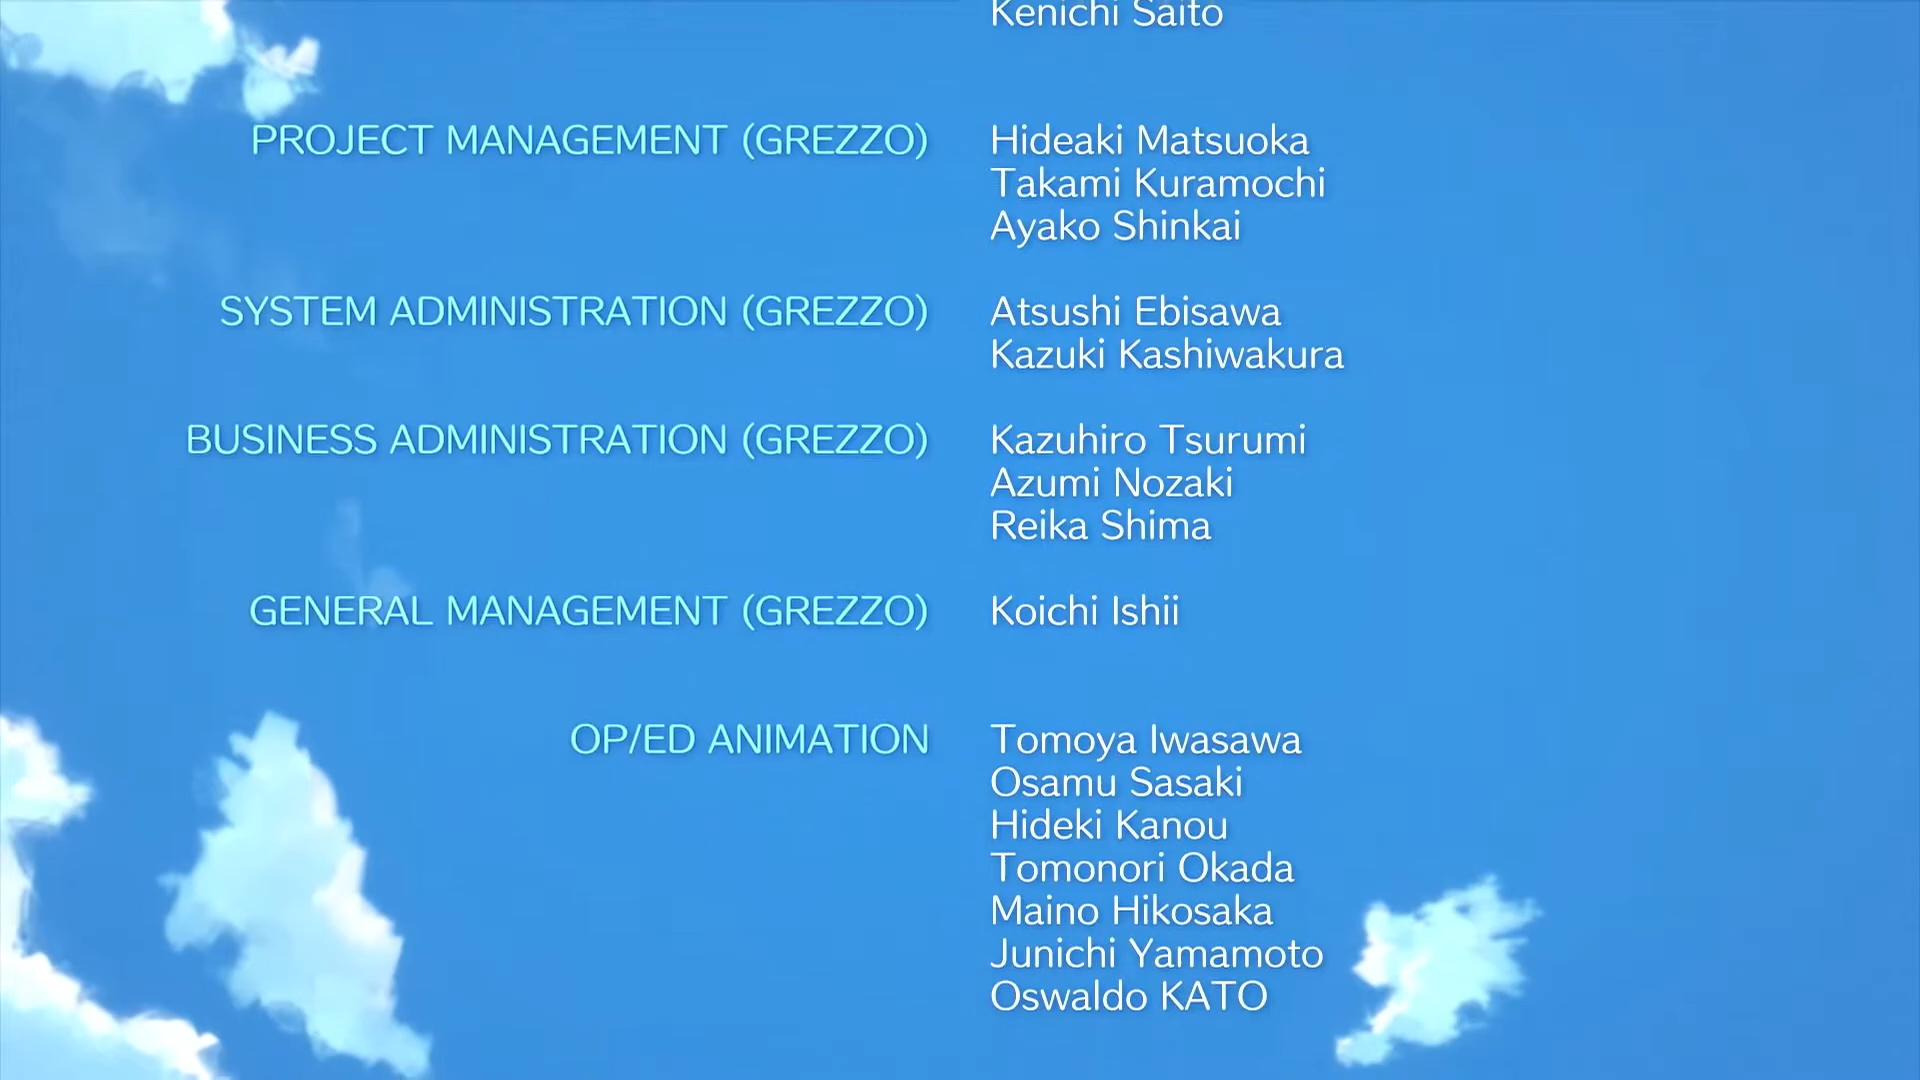 Kenichi Saito
PROJECT MANAGEMENT (GREZZO) Hideaki Matsuoka
Takami Kuramochi
Ayako Shinkai
SYSTEM ADMINISTRATION (GREZZO) Atsushi Ebisawa
Kazuki Kashiwakura
BUSINESS ADMINISTRATION (GREZZO) Kazuhiro Tsurumi
Azumi Nozaki
Reika Shima
GENERAL MANAGEMENT (GREZZO) Koichi Ishii
OP/ED ANIMATION Tomoya Iwasawa
Osamu Sasaki
Hideki Kanou
Tomonori Okada
Maino Hikosaka
Junichi Yamamoto
Oswaldo KATO